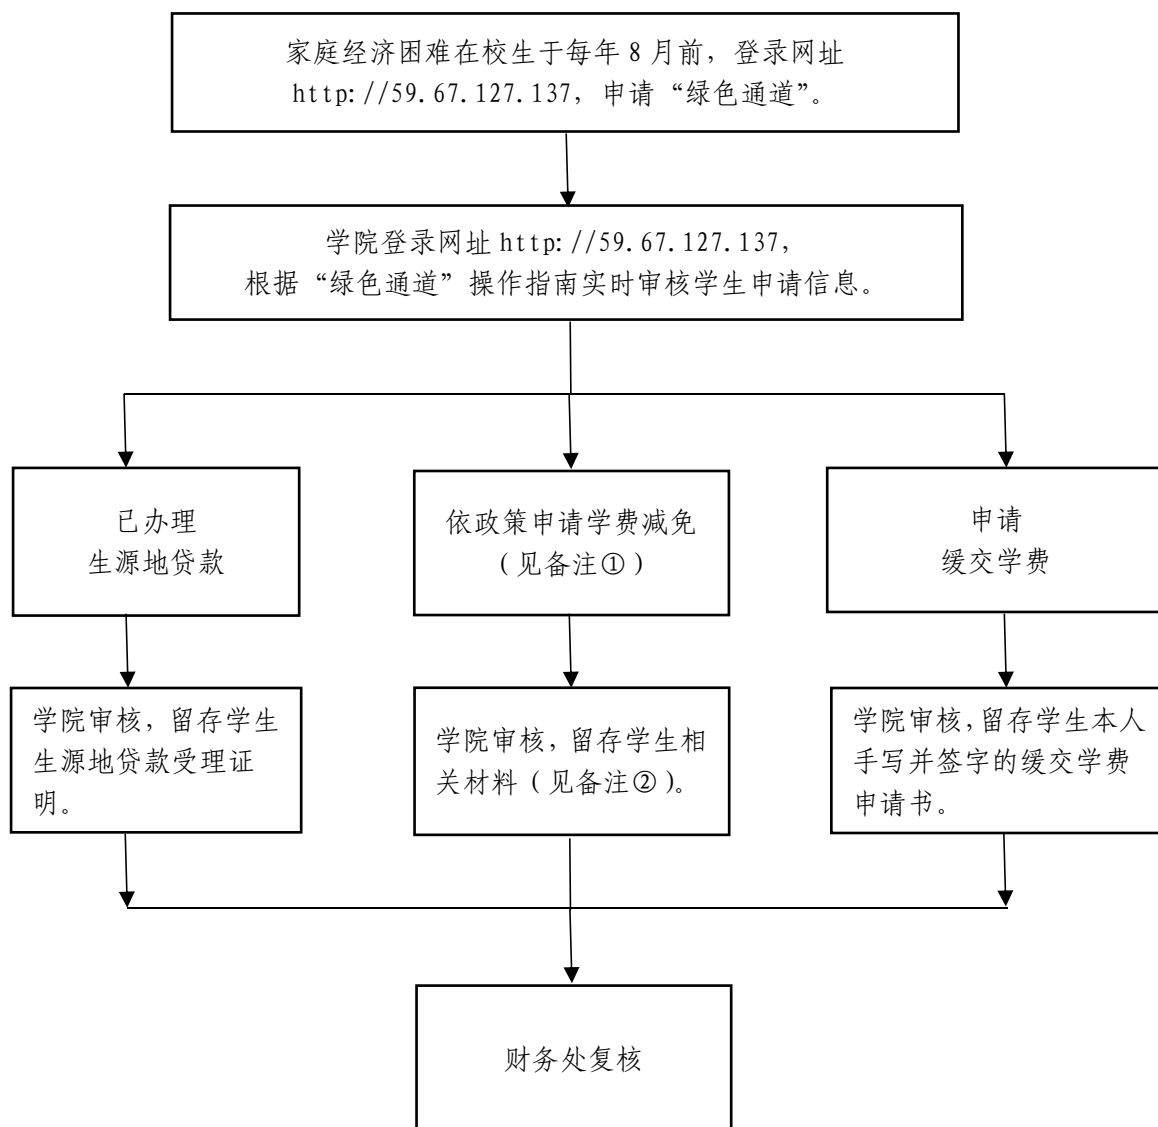 家庭经济困难在校生于每年 8 月前，登录网址
http://59.67.127.137，申请“绿色通道”。
学院登录网址 http://59.67.127.137，
根据“绿色通道”操作指南实时审核学生申请信息。
已办理
生源地贷款
依政策申请学费减免
（见备注①）
申请
缓交学费
学院审核，留存学生
生源地贷款受理证
明。
学院审核，留存学生相
关材料（见备注②）。
学院审核，留存学生本人
手写并签字的缓交学费
申请书。
财务处复核